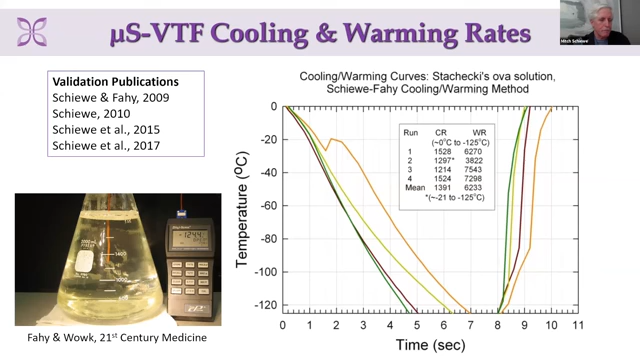 µS-VTF Cooling & Warming Rates
Mitch Schiewe
Validation Publications
Schiewe & Fahy, 2009
Schiewe, 2010
Schiewe et al., 2015
Schiewe et al., 2017
Fahy & Wowk, 21st Century Medicine
Cooling/Warming Curves: Stachecki's ova solution,
Schiewe-Fahy Cooling/Warming Method
Run CR WR
(~0°C to -125°C)
1 1528 6270
2 1297* 3822
3 1214 7543
4 1524 7298
Mean 1391 6233
*(~-21 to -125°C)
Temperature (°C)
0
-20
-40
-60
-80
-100
-120
0 1 2 3 4 5 6 7 8 9 10 11
Time (sec)